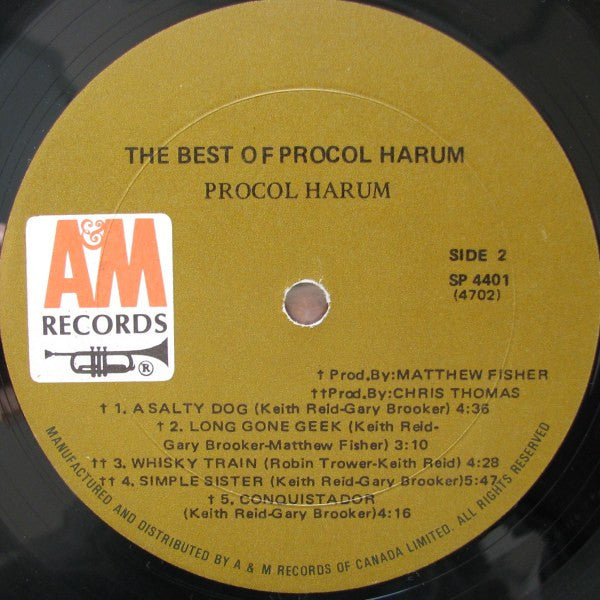 THE BEST OF PROCOL HARUM
PROCOL HARUM
A&M
RECORDS
®
SIDE 2
SP 4401
(4702)
† Prod.By:MATTHEW FISHER
††Prod.By:CHRIS THOMAS
† 1. A SALTY DOG (Keith Reid-Gary Brooker) 4:36
† 2. LONG GONE GEEK (Keith Reid-
Gary Brooker-Matthew Fisher) 3:10
†† 3. WHISKY TRAIN (Robin Trower-Keith Reid) 4:28
†† 4. SIMPLE SISTER (Keith Reid-Gary Brooker)5:47
† 5. CONQUISTADOR
(Keith Reid-Gary Brooker)4:16
MANUFACTURED AND DISTRIBUTED BY A & M RECORDS OF CANADA LIMITED. ALL RIGHTS RESERVED.